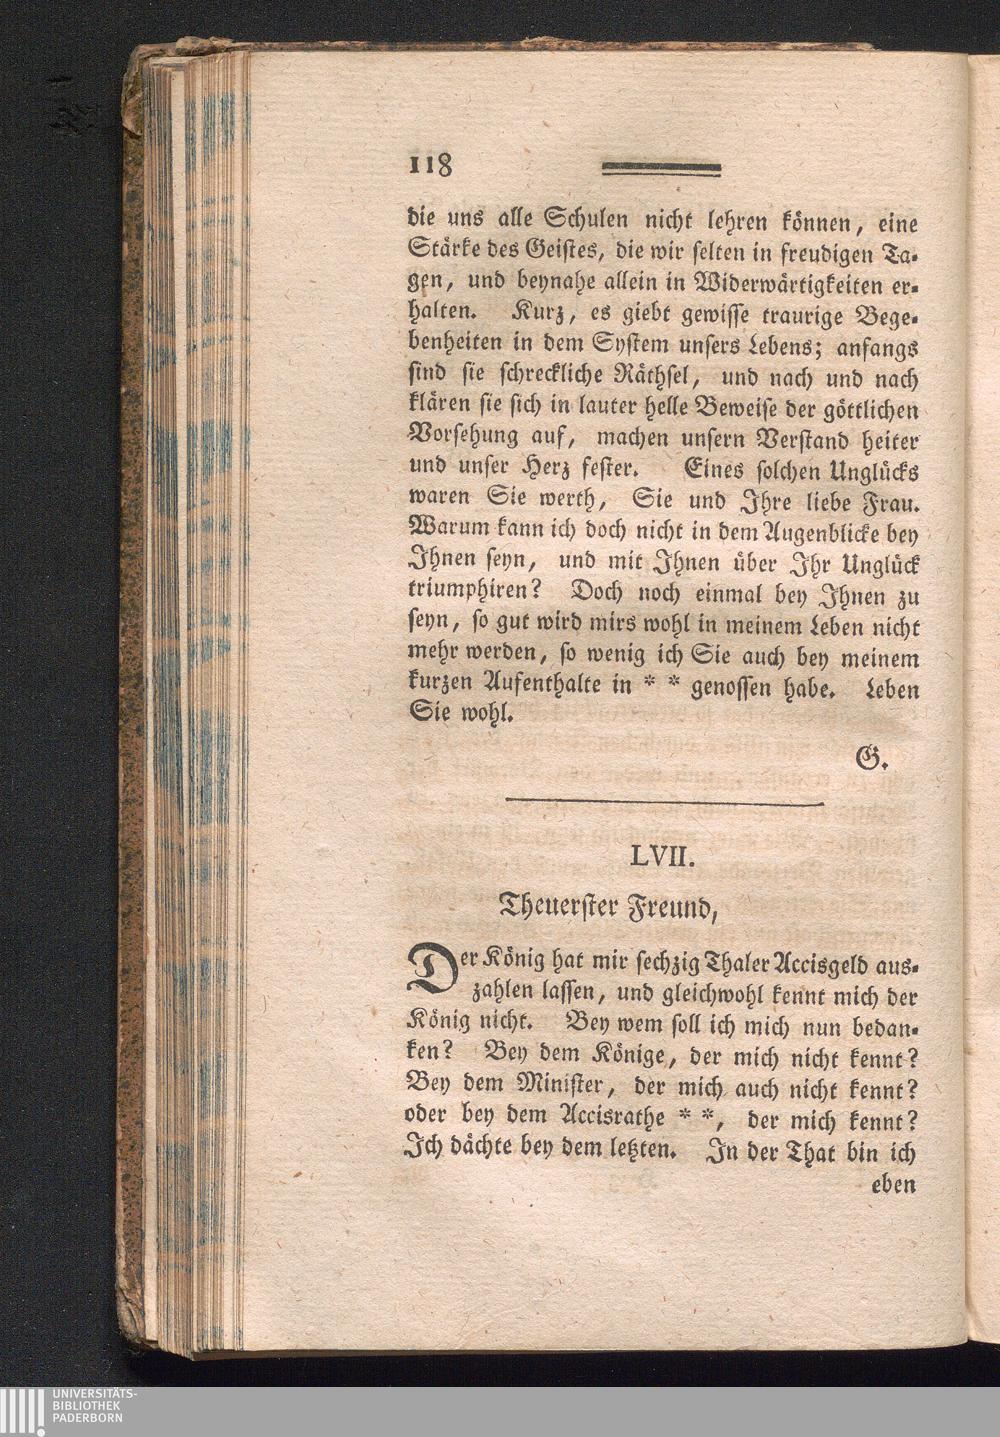 118
die uns alle Schulen nicht lehren können, eine
Stärke des Geistes, die wir selten in freudigen Ta-
gen, und beynahe allein in Widerwärtigkeiten er-
halten. Kurz, es giebt gewisse traurige Bege-
benheiten in dem System unsers Lebens; anfangs
sind sie schreckliche Räthsel, und nach und nach
klären sie sich in lauter helle Beweise der göttlichen
Vorsehung auf, machen unsern Verstand heiter
und unser Herz fester. Eines solchen Unglücks
waren Sie werth, Sie und Ihre liebe Frau.
Warum kann ich doch nicht in dem Augenblicke bey
Ihnen seyn, und mit Ihnen über Ihr Unglück
triumphiren? Doch noch einmal bey Ihnen zu
seyn, so gut wird mirs wohl in meinem Leben nicht
mehr werden, so wenig ich Sie auch bey meinem
kurzen Aufenthalte in * * genossen habe. Leben
Sie wohl.
G.
LVII.
Theuerster Freund,
Der König hat mir sechzig Thaler Accisgeld aus-
zahlen lassen, und gleichwohl kennt mich der
König nicht. Bey wem soll ich mich nun bedan-
ken? Bey dem Könige, der mich nicht kennt?
Bey dem Minister, der mich auch nicht kennt?
oder bey dem Accisrathe * *, der mich kennt?
Ich dächte bey dem letzten. In der That bin ich
eben
UNIVERSITÄTS-
BIBLIOTHEK
PADERBORN